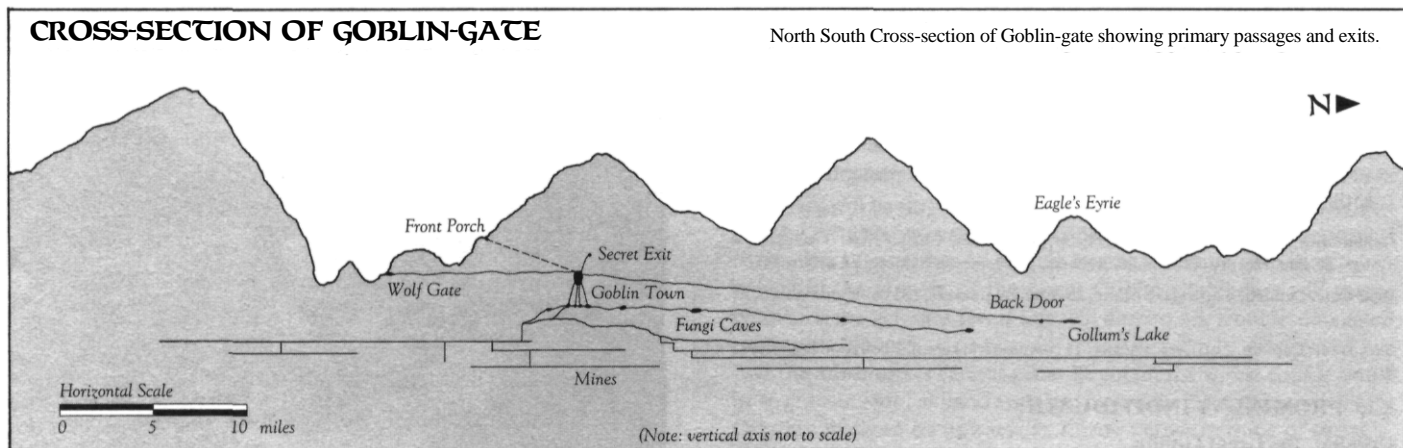 CROSS-SECTION OF GOBLIN-GATE
North South Cross-section of Goblin-gate showing primary passages and exits.
N
Eagle's Eyrie
Front Porch
Secret Exit
Wolf Gate
Goblin Town
Back Door
Fungi Caves
Gollum's Lake
Mines
Horizontal Scale
0 5 10 miles
(Note: vertical axis not to scale)